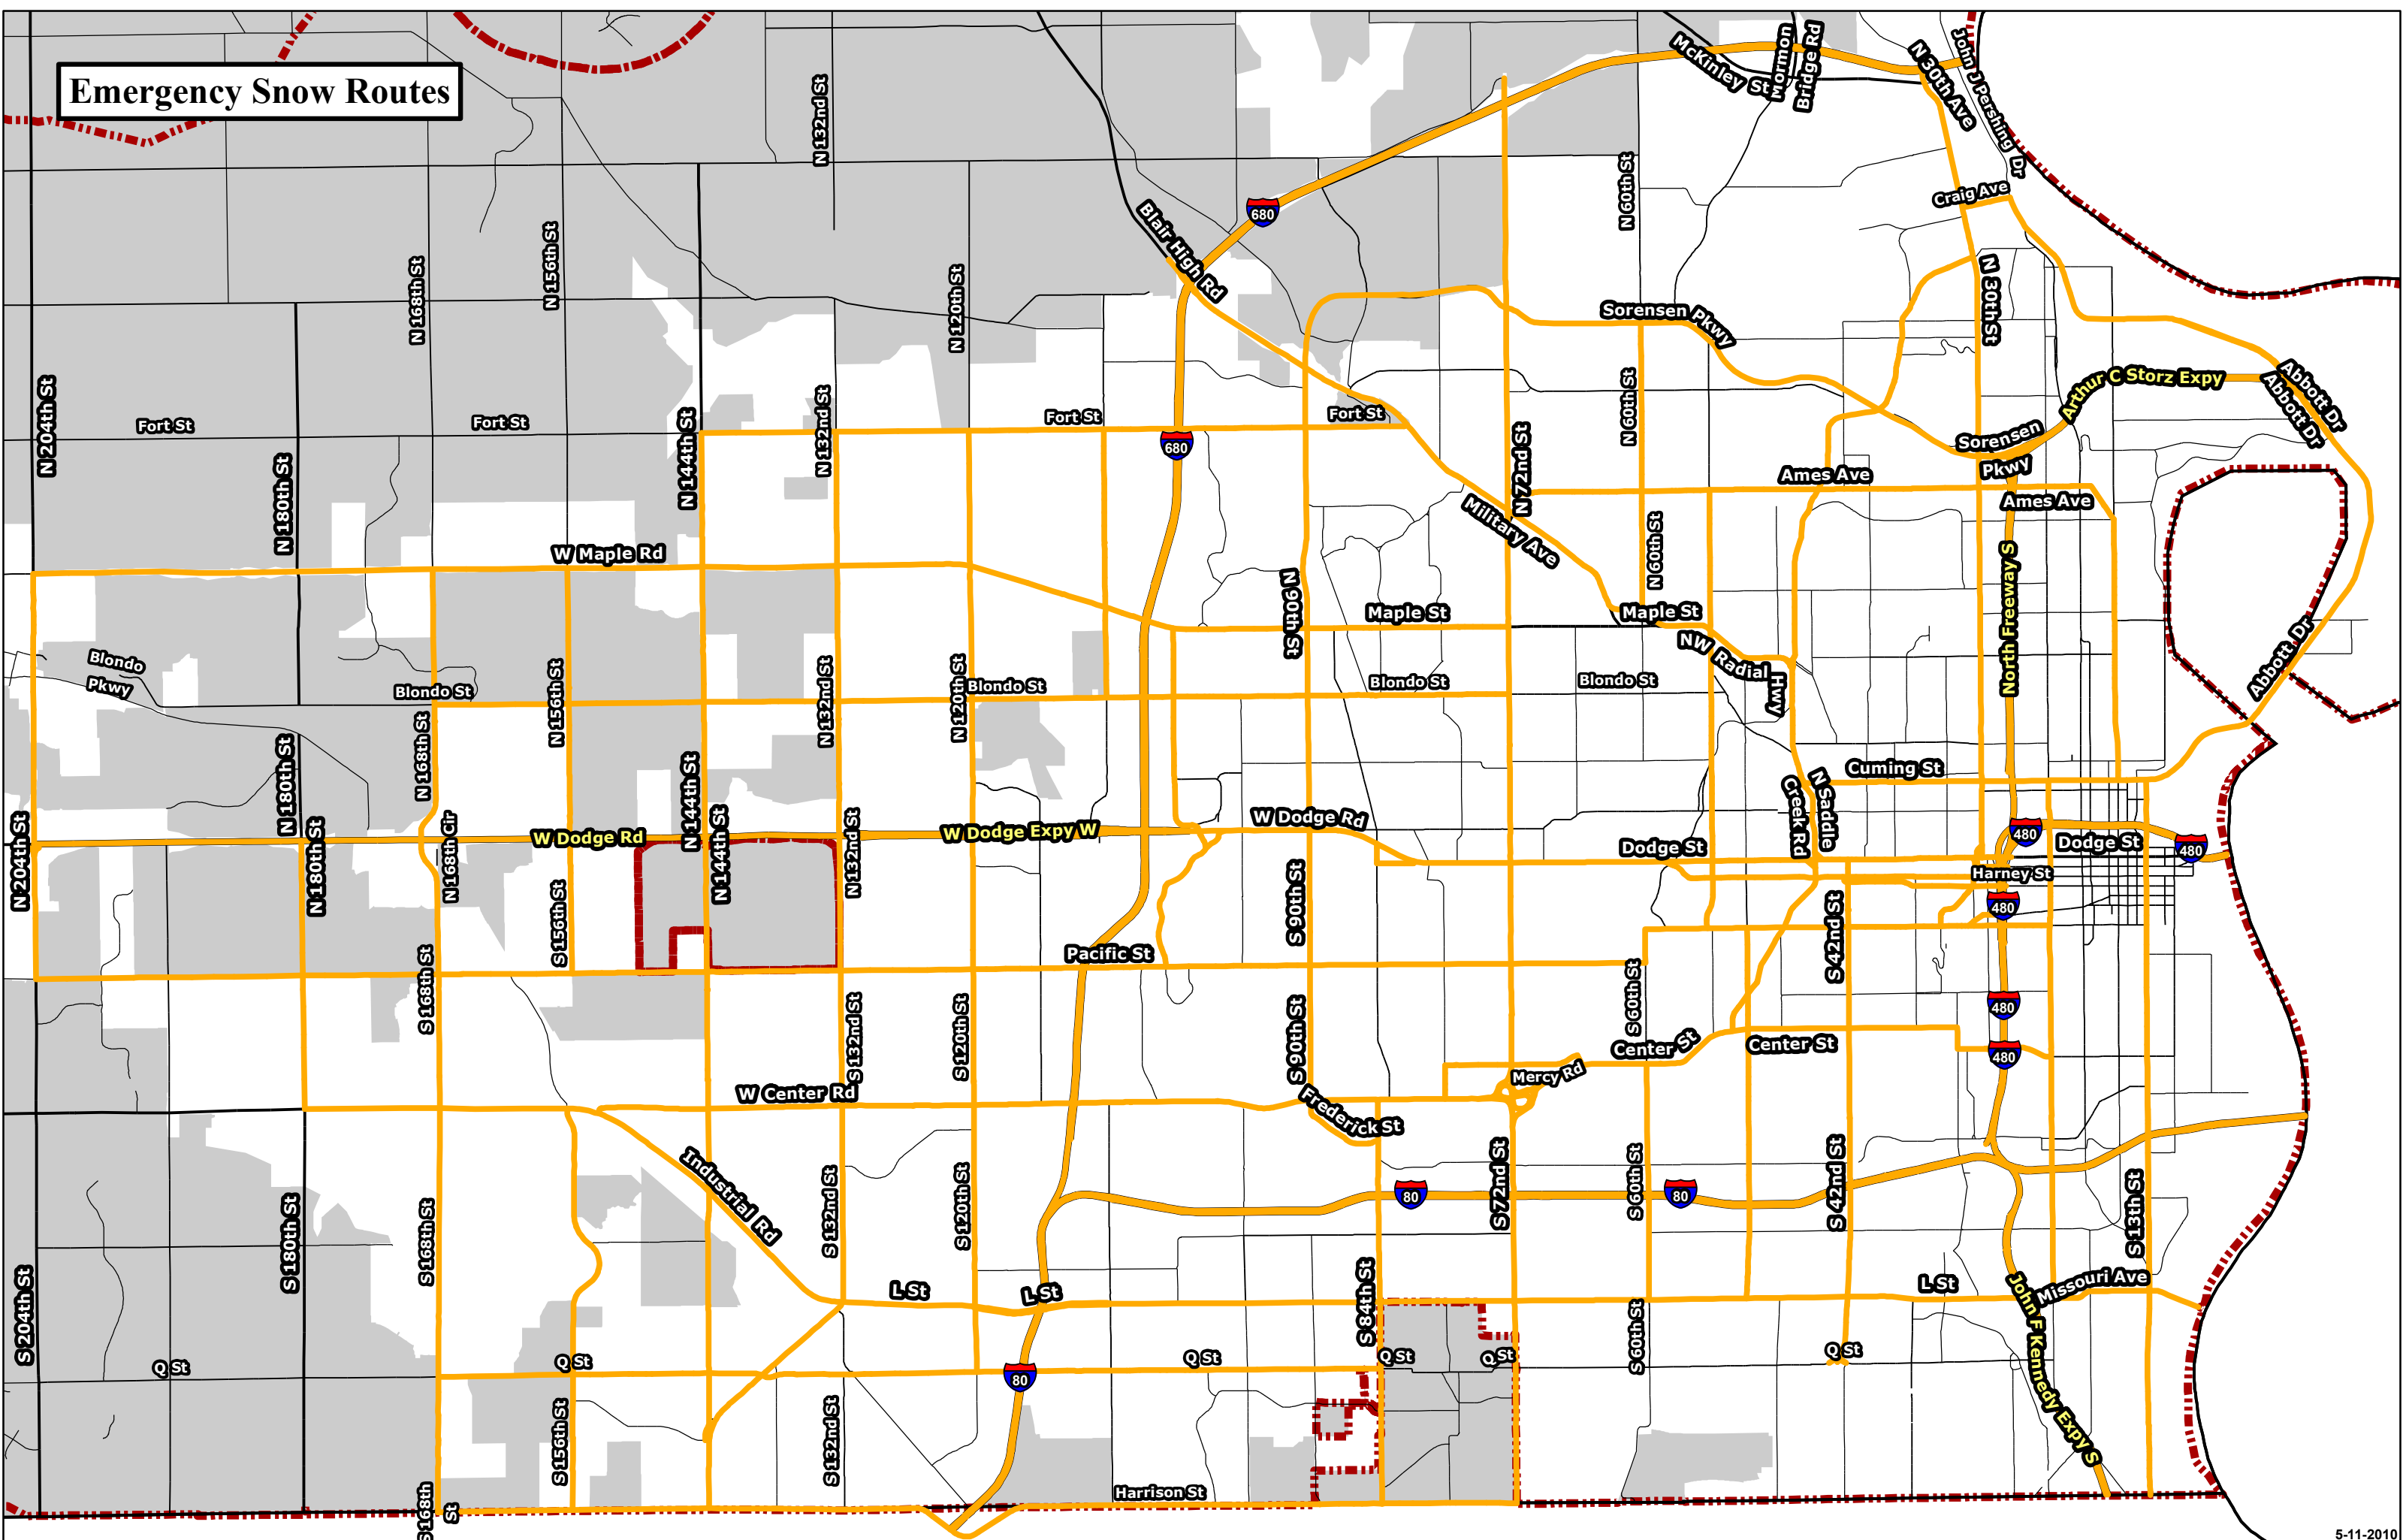 Emergency Snow Routes
McKinley St
Mormon
Bridge Rd
N 30th Ave
John J Pershing Dr
N 132nd St
N 60th St
Craig Ave
680
Blair High Rd
N 156th St
N 168th St
N 120th St
N 30th St
Sorensen Pkwy
Arthur C Storz Expy
Abbott Dr
Abbott Dr
N 204th St
Fort St
Fort St
N 144th St
N 132nd St
Fort St
680
Fort St
N 72nd St
N 60th St
Sorensen
Pkwy
N 180th St
Ames Ave
Ames Ave
Military Ave
W Maple Rd
N 60th St
North Freeway S
N 90th St
Maple St
Maple St
NW Radial
Hwy
Blondo
Pkwy
Blondo St
N 156th St
N 132nd St
N 120th St
Blondo St
Blondo St
Blondo St
Abbott Dr
N 180th St
N 168th St
N 144th St
Cuming St
N Saddle
Creek Rd
N 204th St
N 180th St
N 168th Cir
W Dodge Rd
N 144th St
N 132nd St
W Dodge Expy W
W Dodge Rd
Dodge St
480
Dodge St
480
Harney St
S 156th St
S 90th St
S 42nd St
480
Pacific St
S 168th St
S 132nd St
S 120th St
S 90th St
S 60th St
480
Center St
Center St
480
W Center Rd
Mercy Rd
Frederick St
Industrial Rd
S 180th St
S 168th St
S 132nd St
S 120th St
80
S 72nd St
S 60th St
80
S 42nd St
S 13th St
S 204th St
L St
L St
S 84th St
L St
Missouri Ave
John F Kennedy Expy S
Q St
Q St
80
Q St
Q St
Q St
S 60th St
Q St
S 156th St
S 132nd St
S 168th
St
Harrison St
5-11-2010